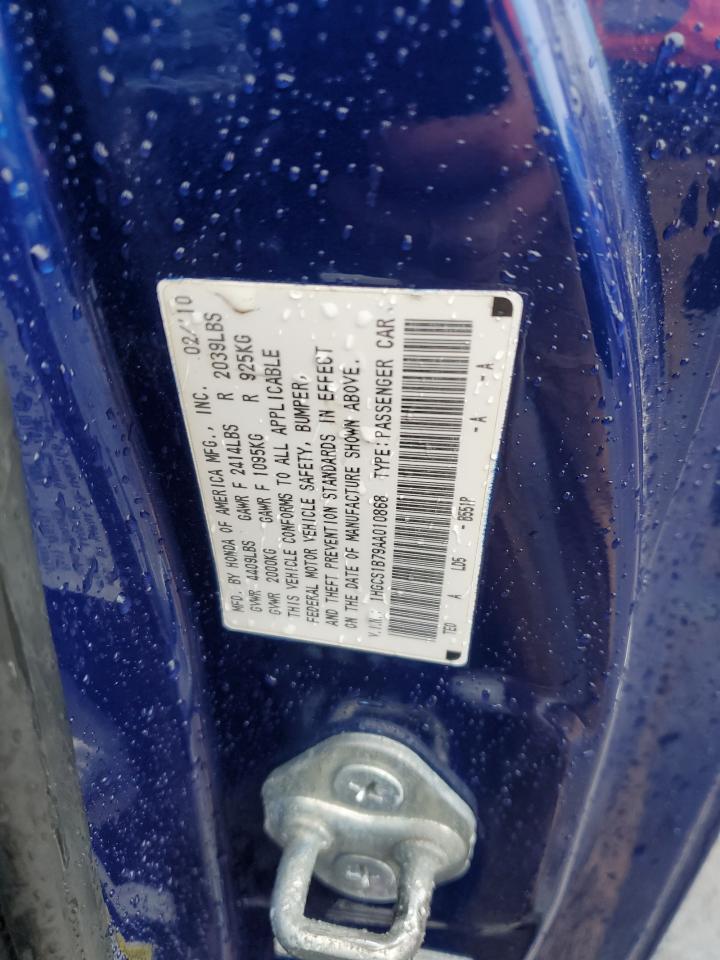 MFD. BY HONDA OF AMERICA MFG., INC. 02/'10
GVWR 4409LBS GAWR F 2414LBS R 2039LBS
GVWR 2000KG GAWR F 1095KG R 925KG
THIS VEHICLE CONFORMS TO ALL APPLICABLE
FEDERAL MOTOR VEHICLE SAFETY, BUMPER,
AND THEFT PREVENTION STANDARDS IN EFFECT
ON THE DATE OF MANUFACTURE SHOWN ABOVE.
V.I.N.: 1HGCS1B79AA010868 TYPE:PASSENGER CAR
TE0 A LD5 - B551P - A - A